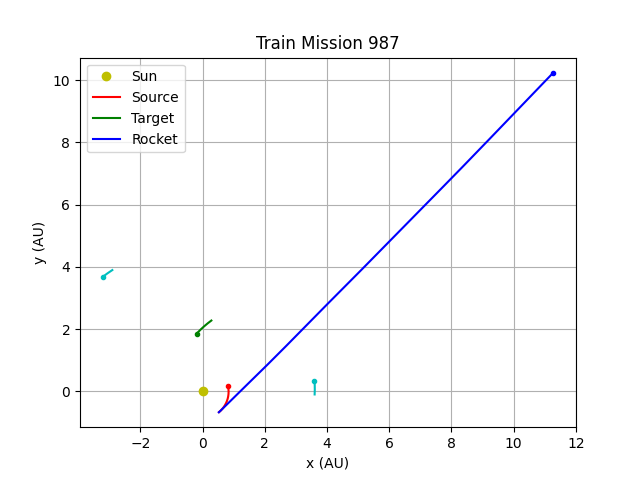 Train Mission 987
Sun
Source
Target
Rocket
10
8
6
4
2
0
y (AU)
−2 0 2 4 6 8 10 12
x (AU)